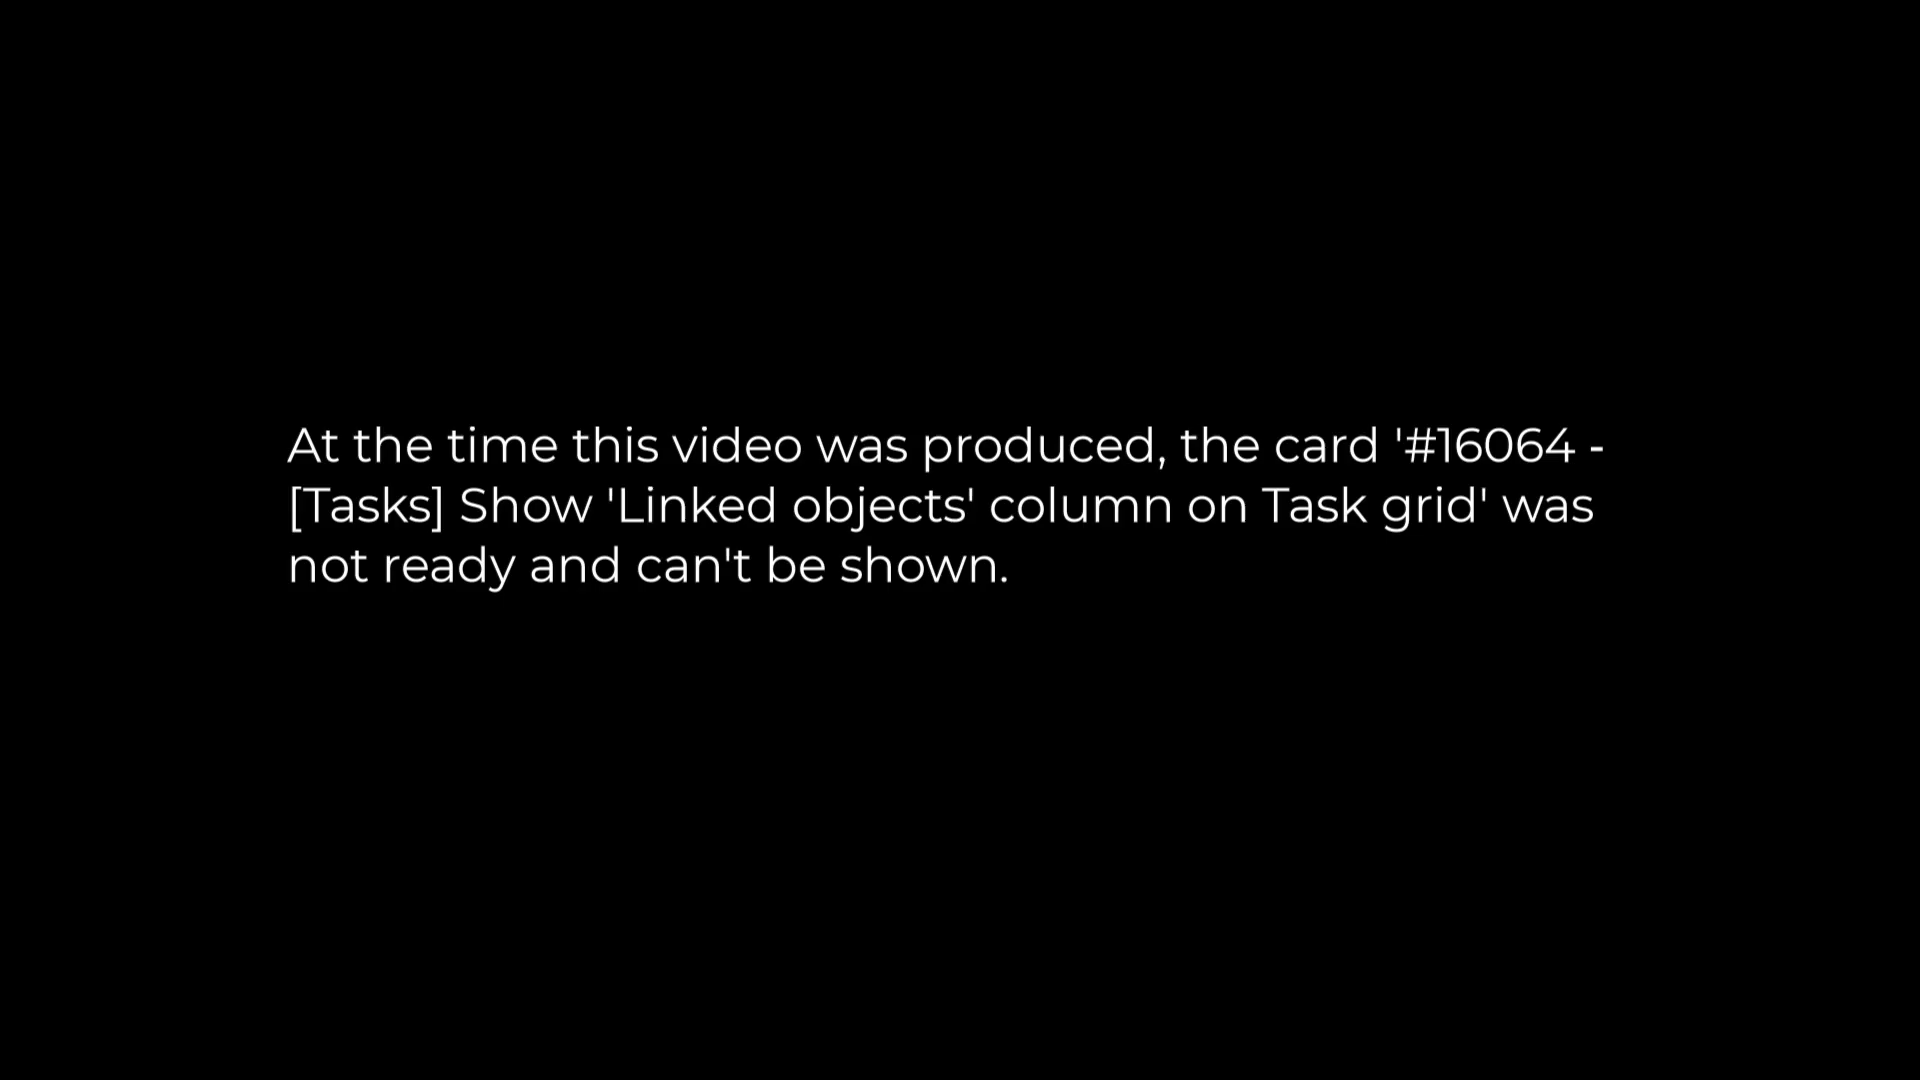 At the time this video was produced, the card '#16064 -
[Tasks] Show 'Linked objects' column on Task grid' was
not ready and can't be shown.